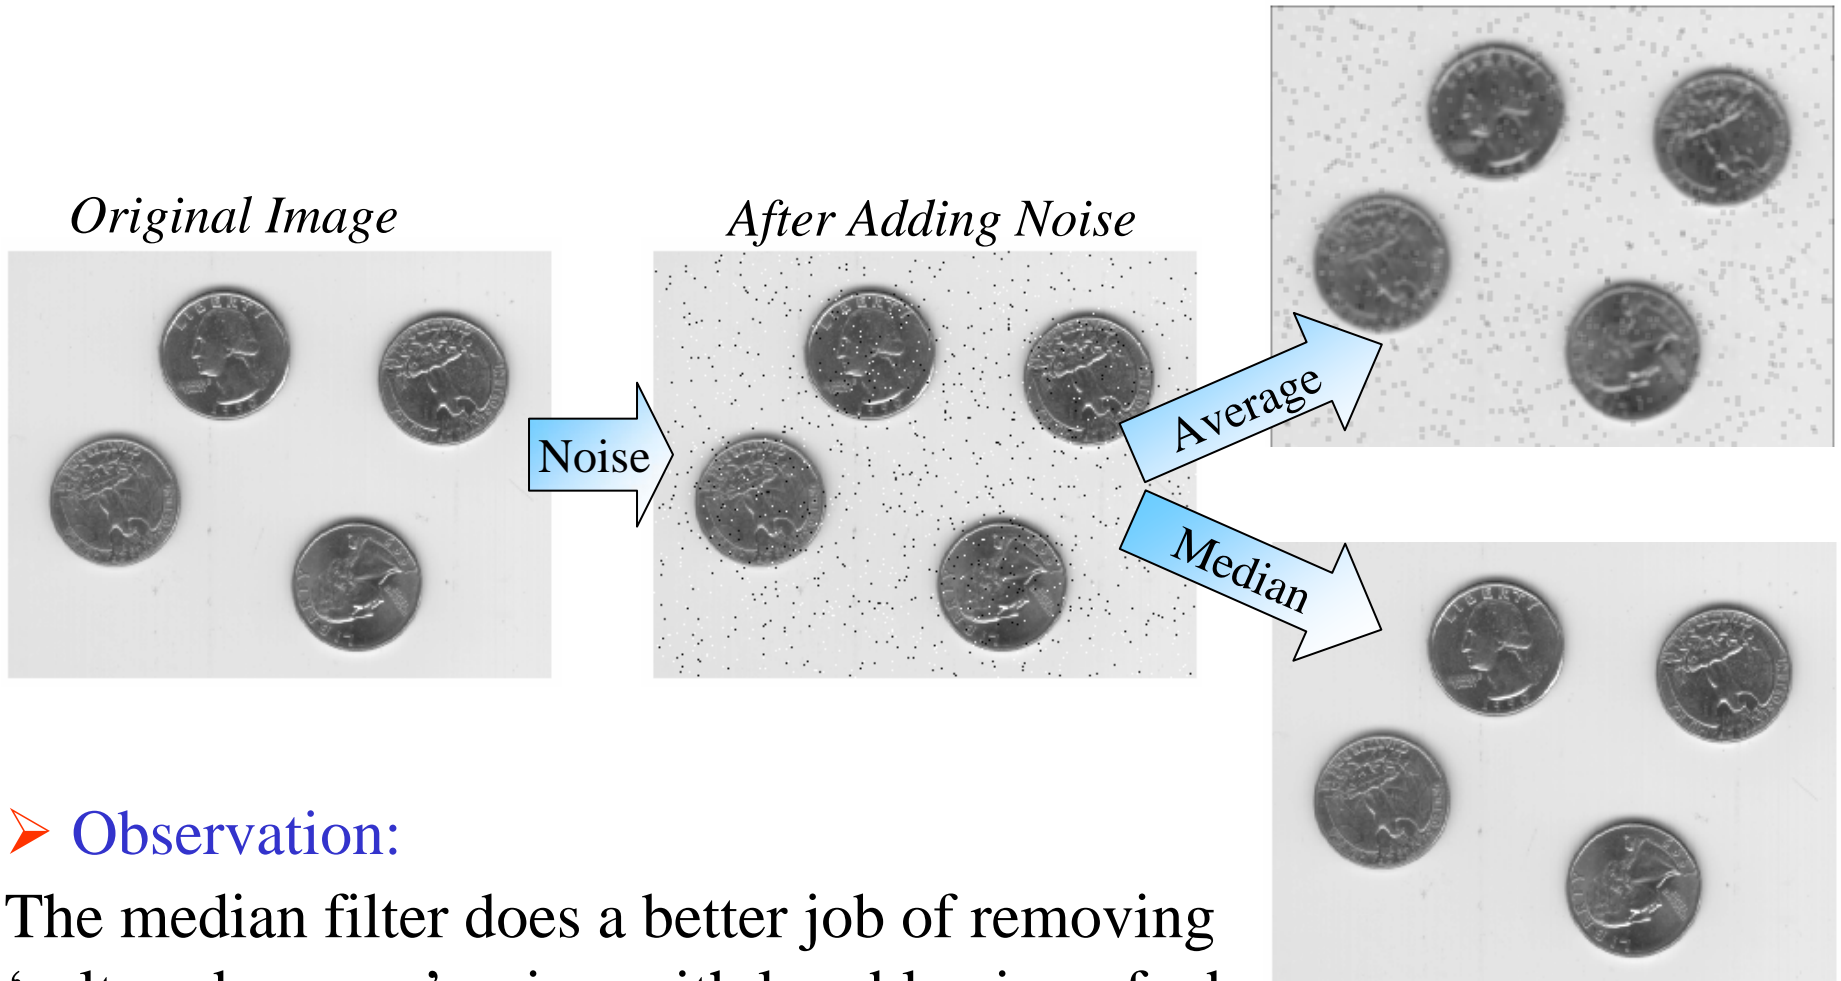 Original Image
After Adding Noise
Noise
Average
Median
Observation:
The median filter does a better job of removing